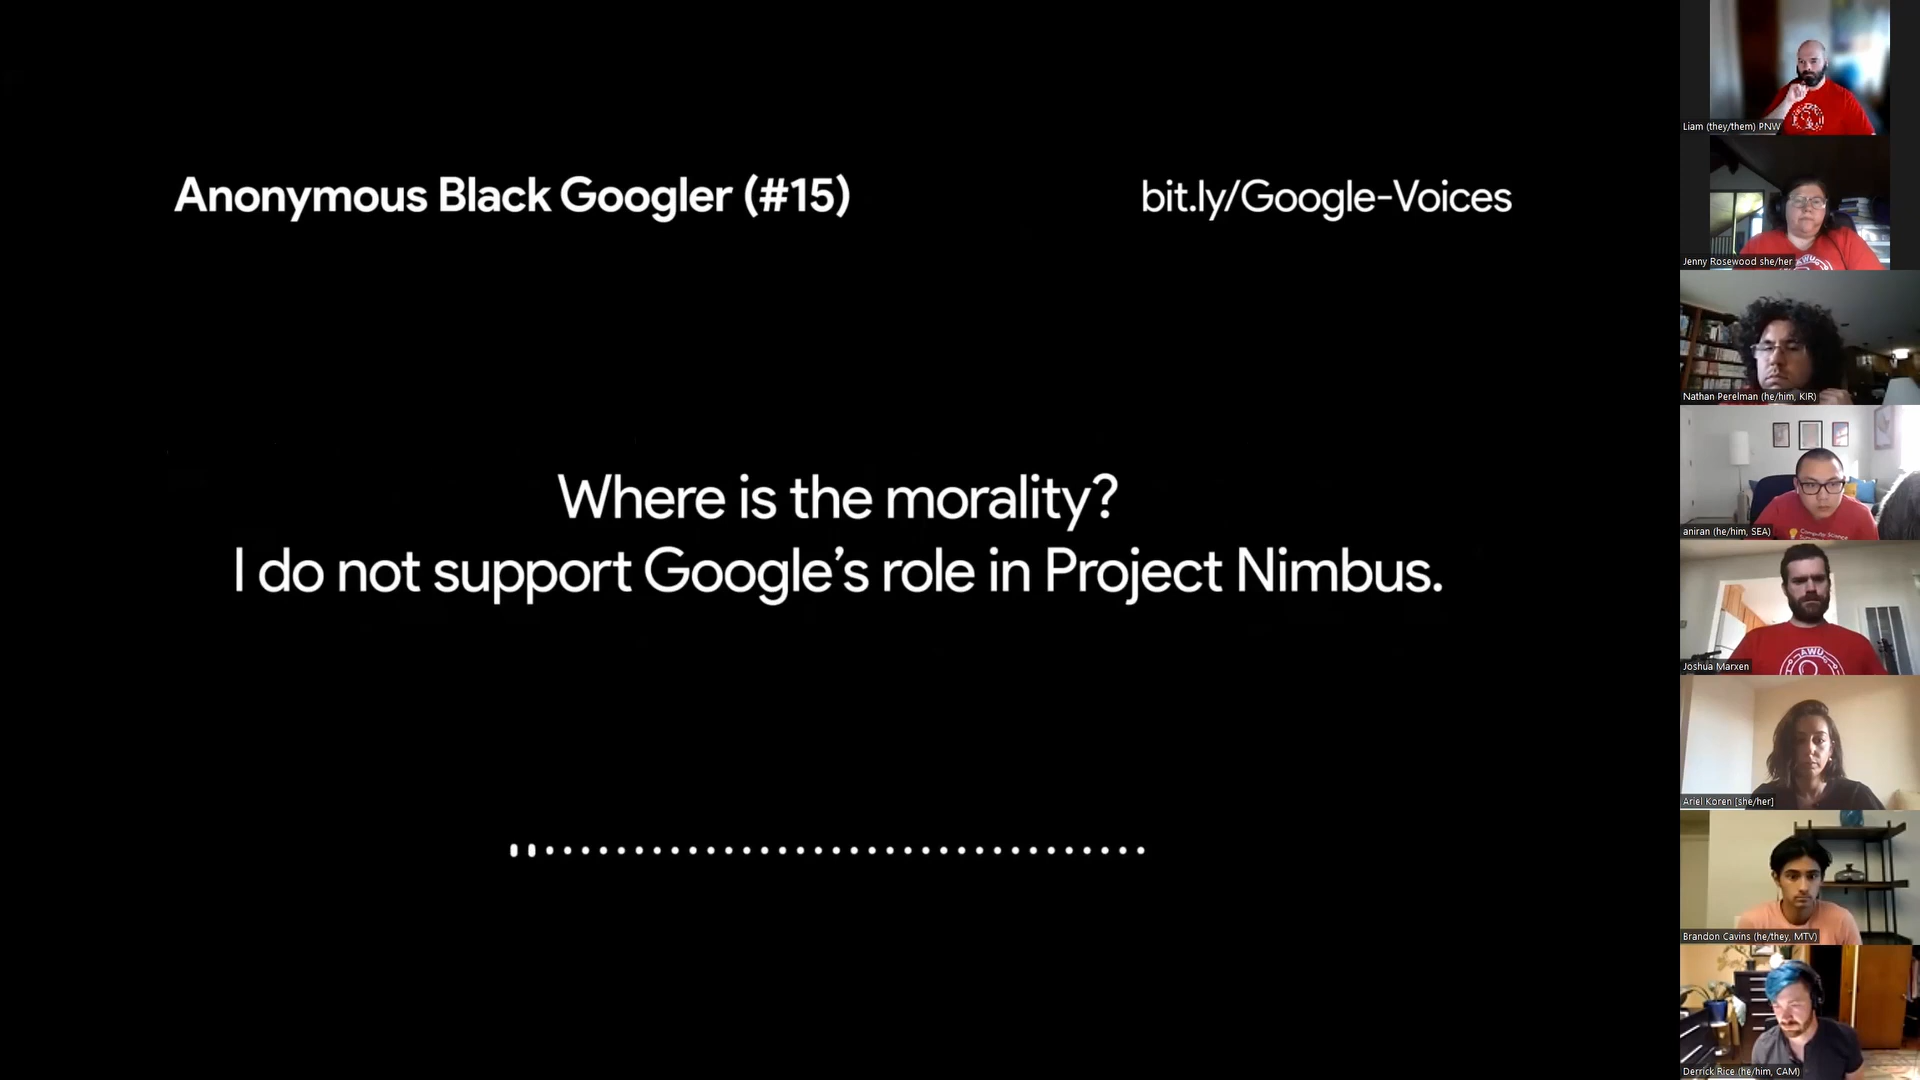 Anonymous Black Googler (#15)
bit.ly/Google-Voices
Where is the morality?
I do not support Google’s role in Project Nimbus.
Liam (they/them) PNW
Jenny Rosewood she/her
Nathan Perelman (he/him, KIR)
aniran (he/him, SEA)
Joshua Marxen
AWU
Ariel Koren [she/her]
Brandon Cavins (he/they, MTV)
Derrick Rice (he/him, CAM)